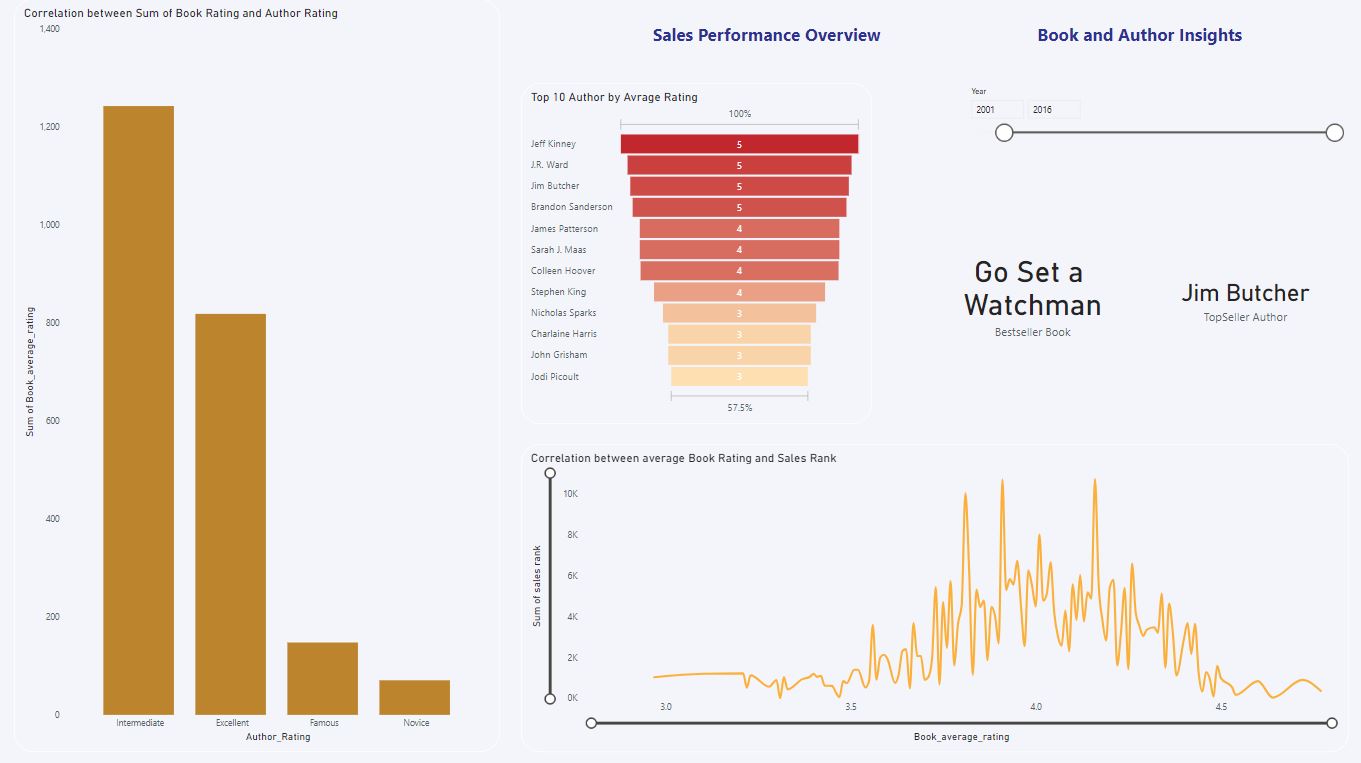 Correlation between Sum of Book Rating and Author Rating
1,400
1,200
1,000
800
600
400
200
0
Sum of Book_average_rating
Intermediate
Excellent
Famous
Novice
Author_Rating
Sales Performance Overview
Book and Author Insights
Top 10 Author by Avrage Rating
100%
Jeff Kinney 5
J.R. Ward 5
Jim Butcher 5
Brandon Sanderson 5
James Patterson 4
Sarah J. Maas 4
Colleen Hoover 4
Stephen King 4
Nicholas Sparks 3
Charlaine Harris 3
John Grisham 3
Jodi Picoult 3
57.5%
Year
2001 2016
Go Set a
Watchman
Bestseller Book
Jim Butcher
TopSeller Author
Correlation between average Book Rating and Sales Rank
10K
8K
6K
4K
2K
0K
Sum of sales rank
3.0 3.5 4.0 4.5
Book_average_rating